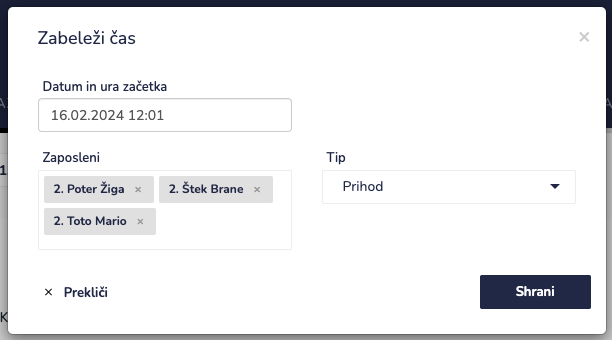 Zabeleži čas ×
Datum in ura začetka
16.02.2024 12:01
Zaposleni
2. Poter Žiga × 2. Štek Brane ×
2. Toto Mario ×
Tip
Prihod
× Prekliči
Shrani